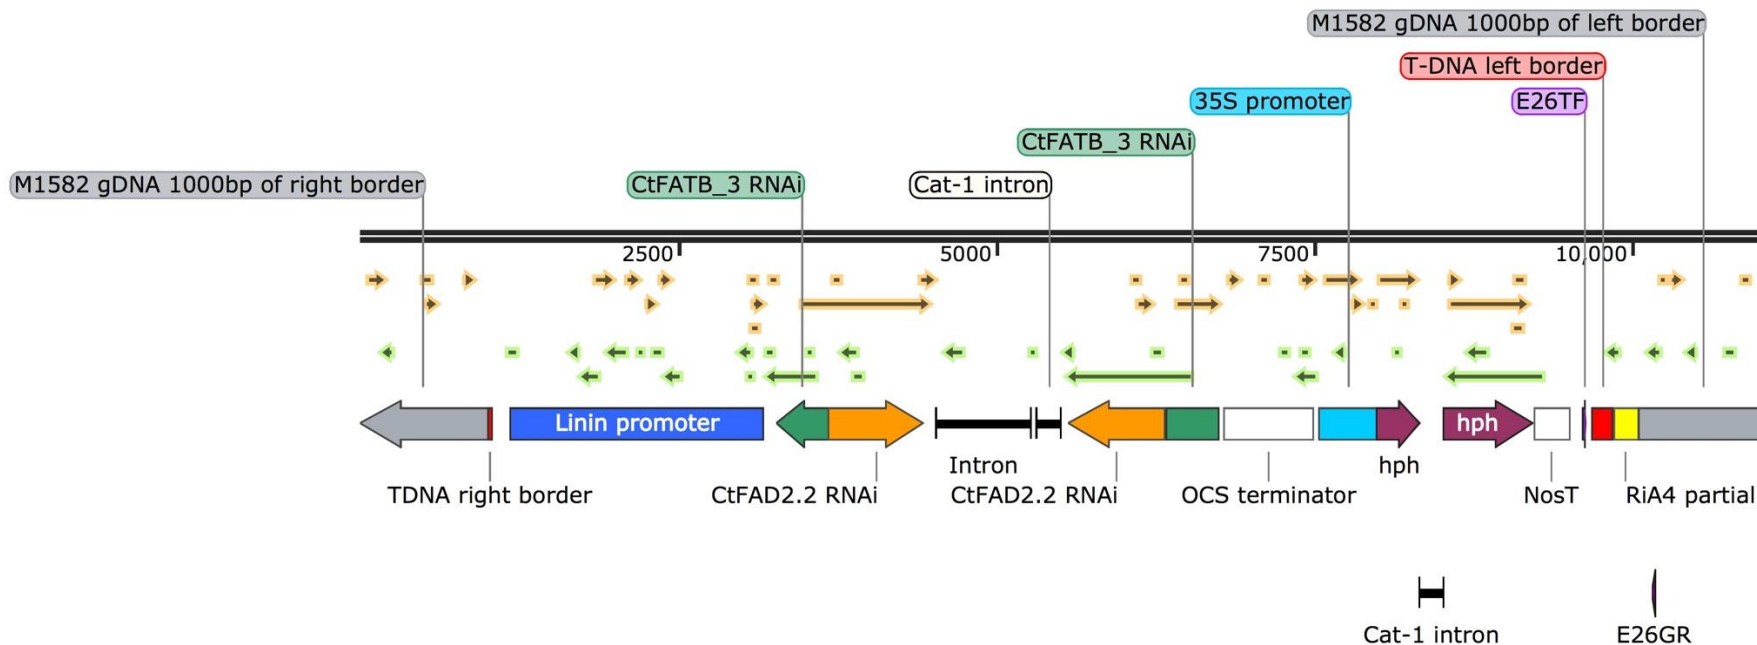 M1582 gDNA 1000bp of left border
T-DNA left border
35S promoter
E26TF
CtFATB_3 RNAi
M1582 gDNA 1000bp of right border
CtFATB_3 RNAi
Cat-1 intron
2500
5000
7500
10,000
Linin promoter
hph
Intron
hph
TDNA right border
CtFAD2.2 RNAi
CtFAD2.2 RNAi
OCS terminator
NosT
RiA4 partial
Cat-1 intron
E26GR